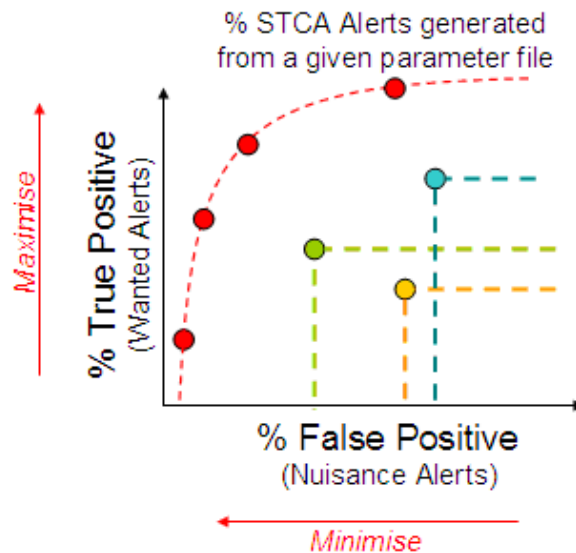 % STCA Alerts generated
from a given parameter file
Maximise
% True Positive
(Wanted Alerts)
% False Positive
(Nuisance Alerts)
Minimise